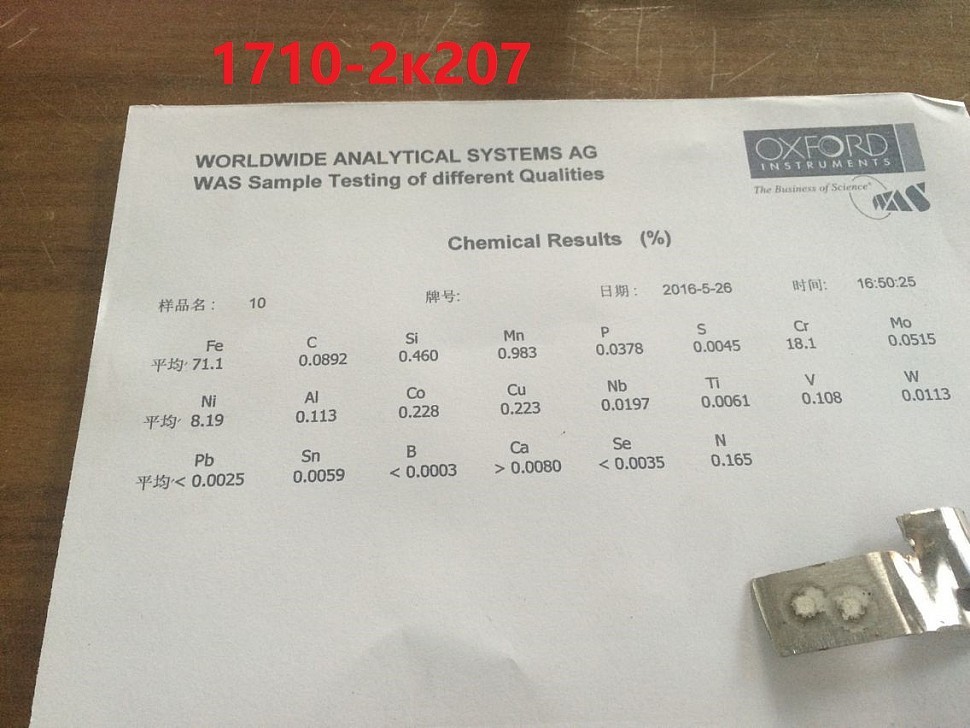 1710-2к207
WORLDWIDE ANALYTICAL SYSTEMS AG
WAS Sample Testing of different Qualities
OXFORD
INSTRUMENTS
The Business of Science®
WAS
Chemical Results (%)
样品名: 10 牌号: 日期: 2016-5-26 时间: 16:50:25
Fe C Si Mn P S Cr Mo
平均 71.1 0.0892 0.460 0.983 0.0378 0.0045 18.1 0.0515
Ni Al Co Cu Nb Ti V W
平均 8.19 0.113 0.228 0.223 0.0197 0.0061 0.108 0.0113
Pb Sn B Ca Se N
平均 < 0.0025 0.0059 < 0.0003 > 0.0080 < 0.0035 0.165